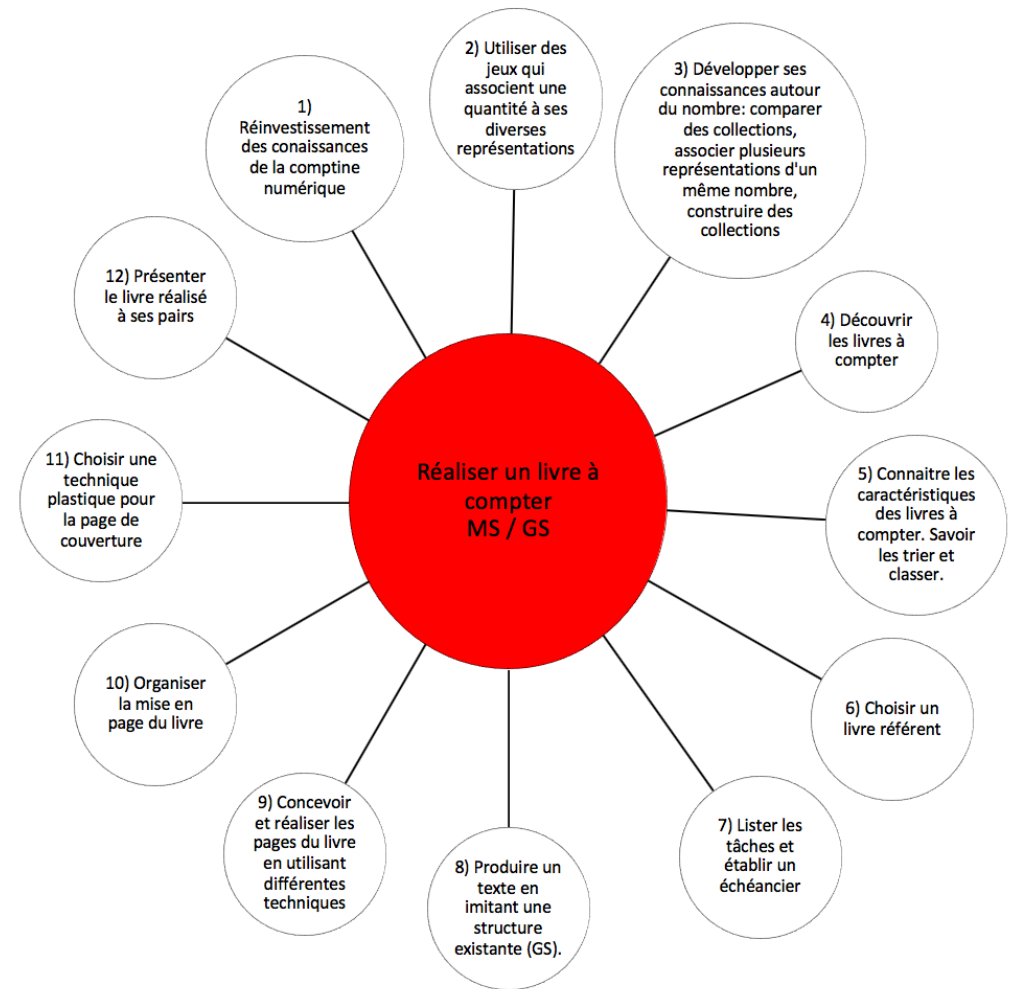 Réaliser un livre à
compter
MS / GS
1)
Réinvestissement
des conaissances
de la comptine
numérique
2) Utiliser des
jeux qui
associent une
quantité à ses
diverses
représentations
3) Développer ses
connaissances autour
du nombre: comparer
des collections,
associer plusieurs
représentations d'un
même nombre,
construire des
collections
4) Découvrir
les livres à
compter
5) Connaitre les
caractéristiques
des livres à
compter. Savoir
les trier et
classer.
6) Choisir un
livre référent
7) Lister les
tâches et
établir un
échéancier
8) Produire un
texte en
imitant une
structure
existante (GS).
9) Concevoir
et réaliser les
pages du livre
en utilisant
différentes
techniques
10) Organiser
la mise en
page du livre
11) Choisir une
technique
plastique pour
la page de
couverture
12) Présenter
le livre réalisé
à ses pairs